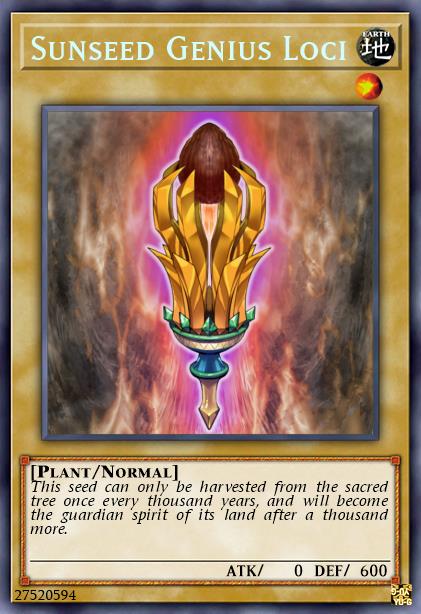 Sunseed Genius Loci
EARTH
地
[Plant/Normal]
This seed can only be harvested from the sacred
tree once every thousand years, and will become
the guardian spirit of its land after a thousand
more.
ATK/ 0 DEF/ 600
27520594